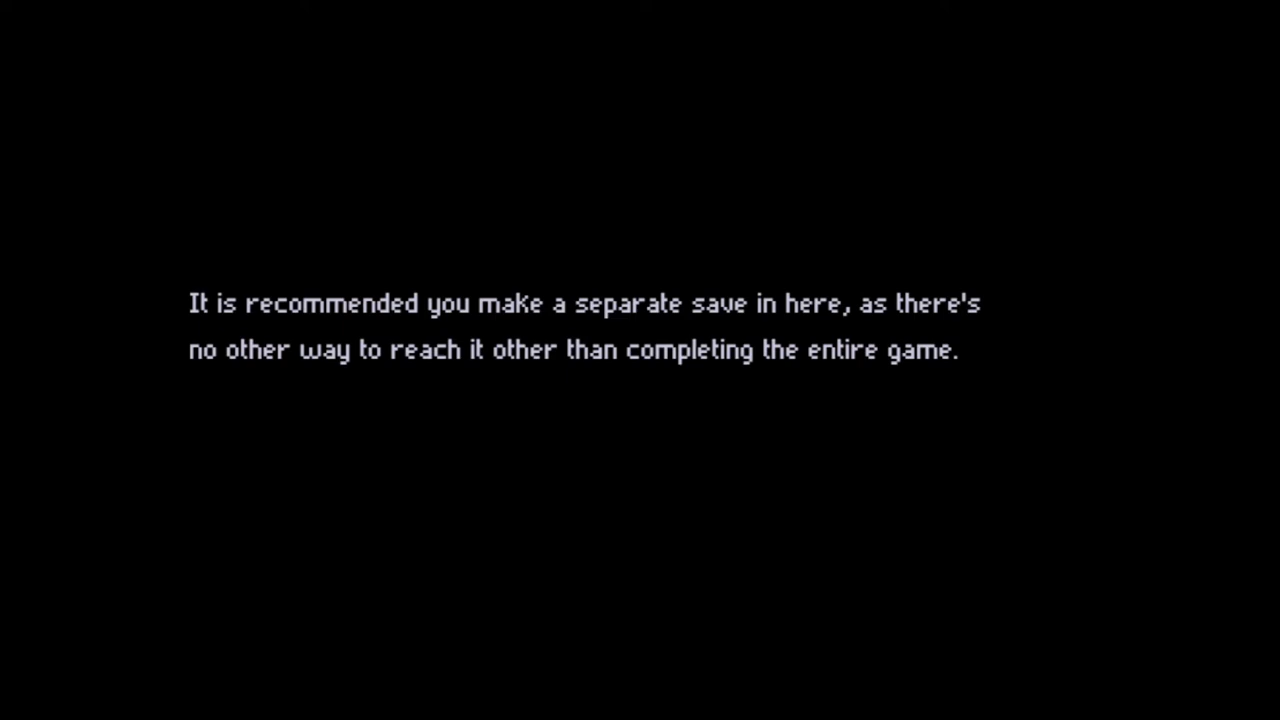 It is recommended you make a separate save in here, as there's
no other way to reach it other than completing the entire game.